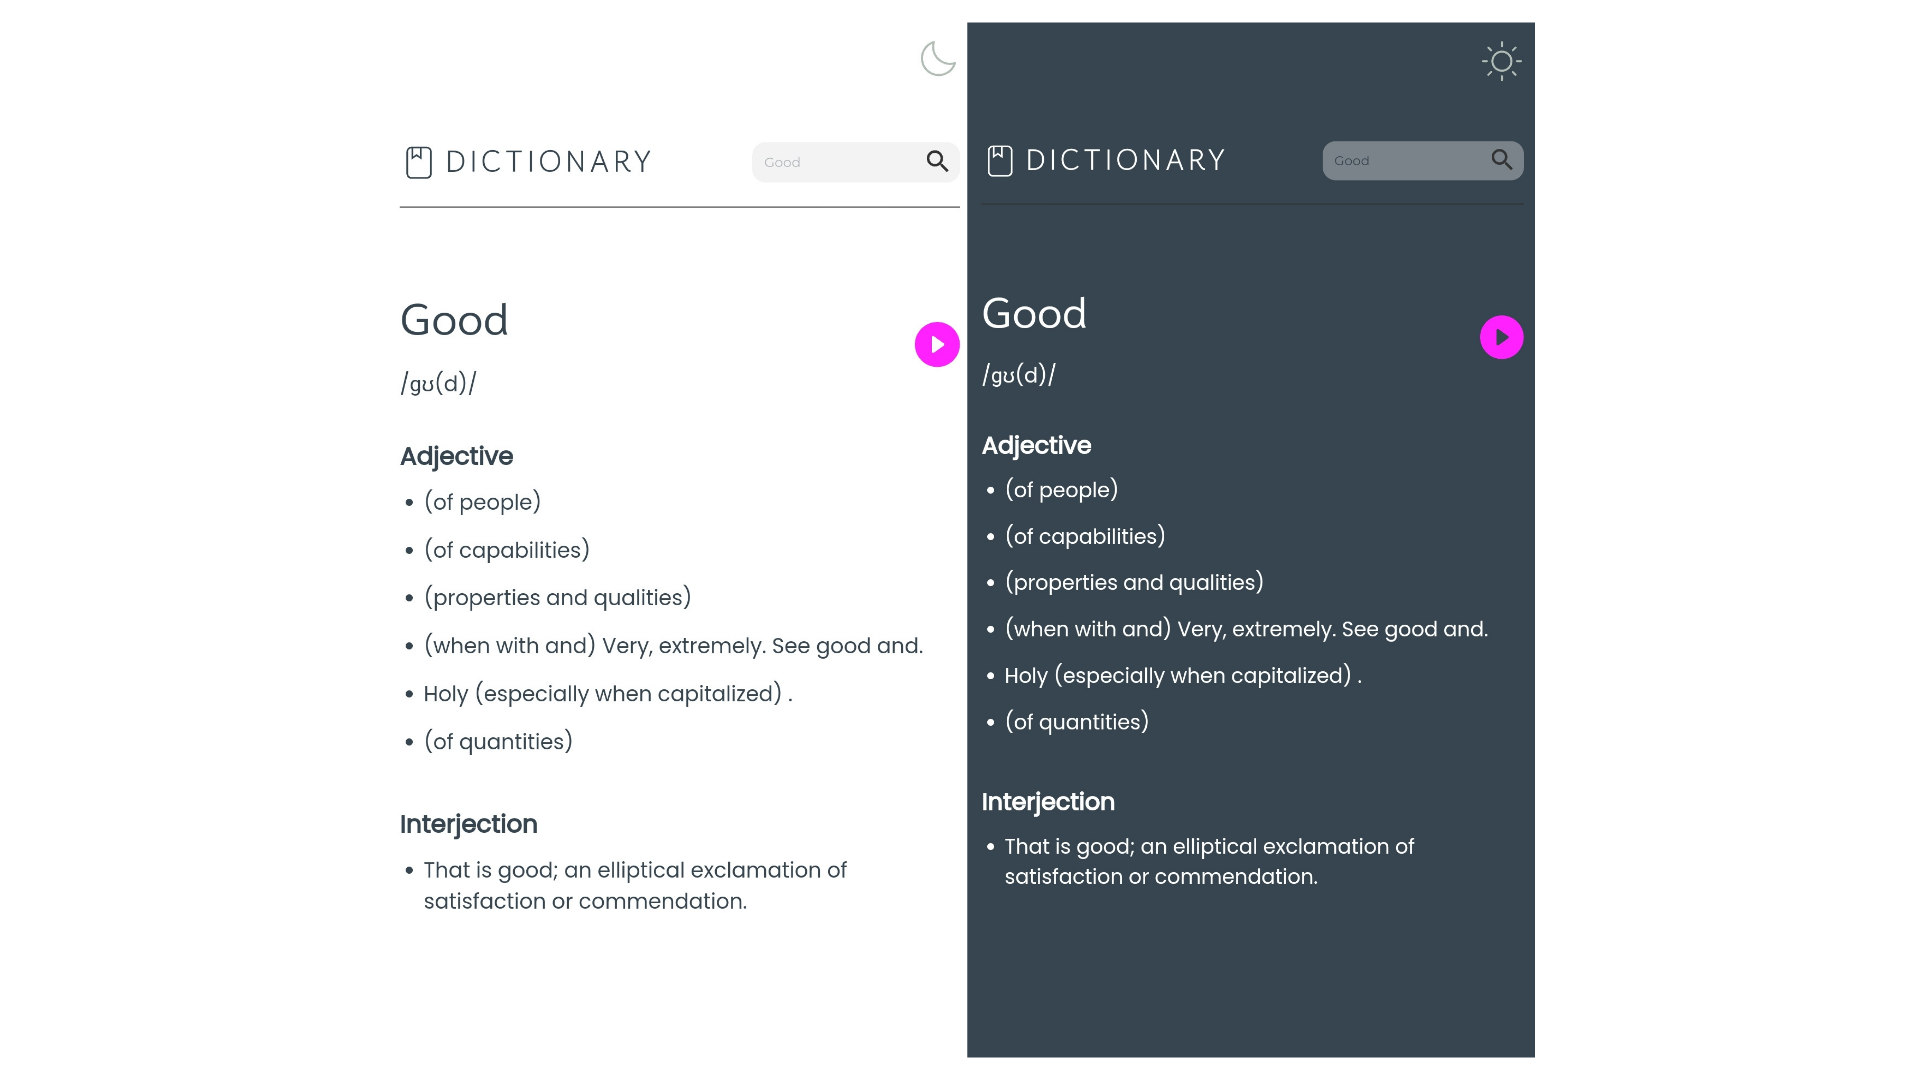 DICTIONARY
Good
Good
/ɡʊ(d)/
Adjective
• (of people)
• (of capabilities)
• (properties and qualities)
• (when with and) Very, extremely. See good and.
• Holy (especially when capitalized) .
• (of quantities)
Interjection
• That is good; an elliptical exclamation of
satisfaction or commendation.
DICTIONARY
Good
Good
/ɡʊ(d)/
Adjective
• (of people)
• (of capabilities)
• (properties and qualities)
• (when with and) Very, extremely. See good and.
• Holy (especially when capitalized) .
• (of quantities)
Interjection
• That is good; an elliptical exclamation of
satisfaction or commendation.